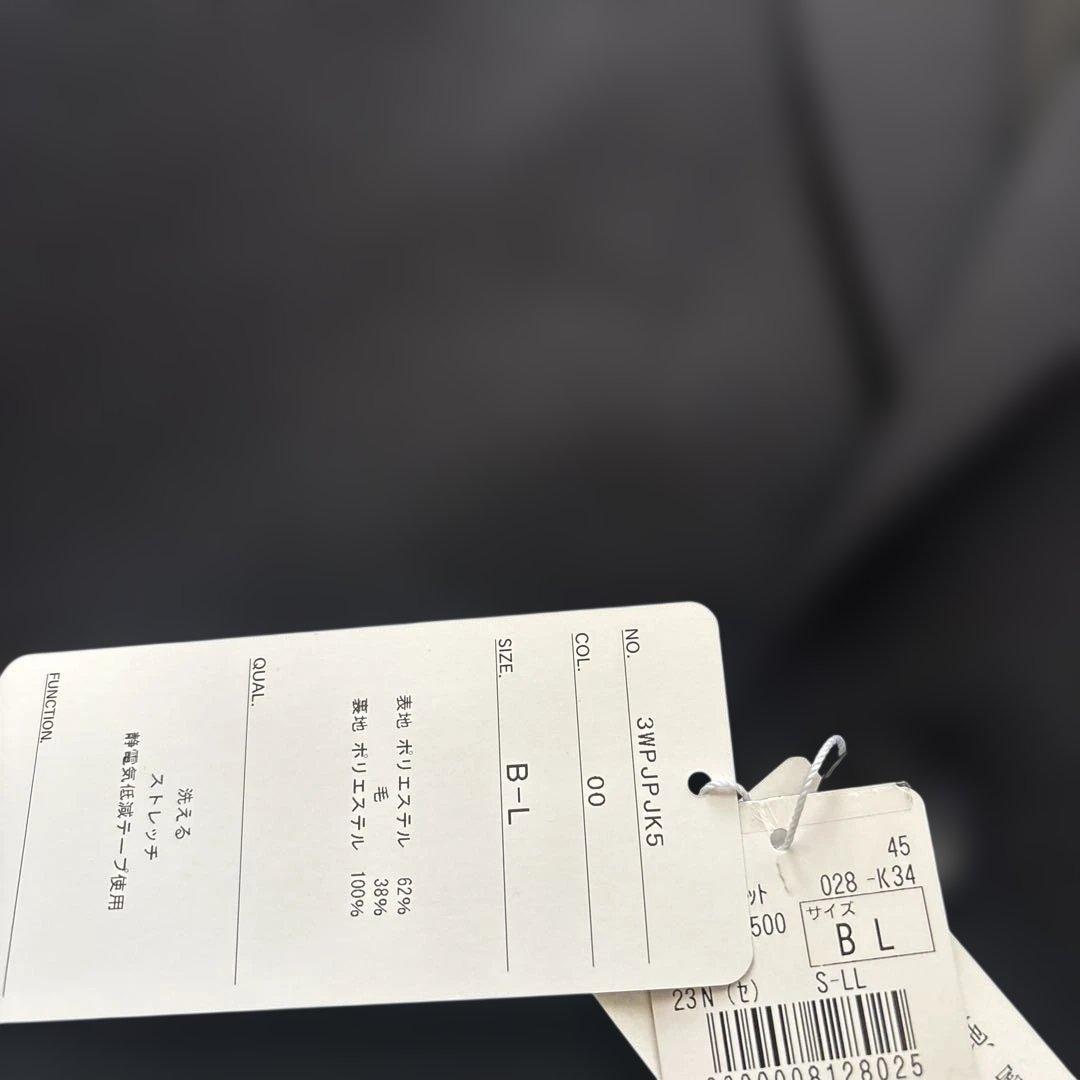 NO.
3WPJPJK5
COL.
00
SIZE.
B-L
表地 ポリエステル 62%
毛 38%
裏地 ポリエステル 100%
QUAL.
洗える
ストレッチ
静電気低減テープ使用
FUNCTION.
45
028 -K34
ット
500
サイズ
B L
S-LL
23N (セ)
8128025